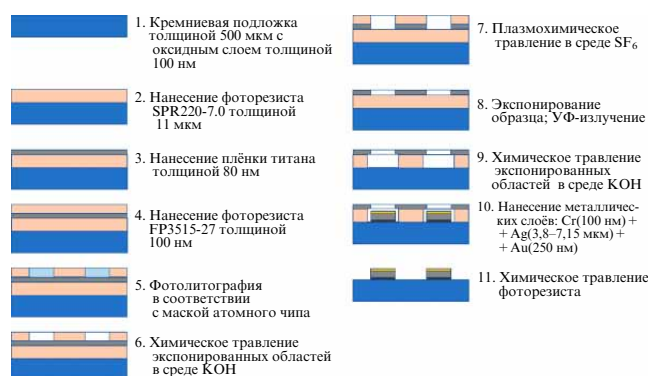 1. Кремниевая подложка
толщиной 500 мкм с
оксидным слоем толщиной
100 нм
2. Нанесение фоторезиста
SPR220-7.0 толщиной
11 мкм
3. Нанесение плёнки титана
толщиной 80 нм
4. Нанесение фоторезиста
FP3515-27 толщиной
100 нм
5. Фотолитография
в соответствии
с маской атомного чипа
6. Химическое травление
экспонированных областей
в среде KOH
7. Плазмохимическое
травление в среде SF₆
8. Экспонирование
образца; УФ-излучение
9. Химическое травление
экспонированных
областей в среде KOH
10. Нанесение металличес-
ких слоёв: Cr(100 нм) +
+ Ag(3,8–7,15 мкм) +
+ Au(250 нм)
11. Химическое травление
фоторезиста